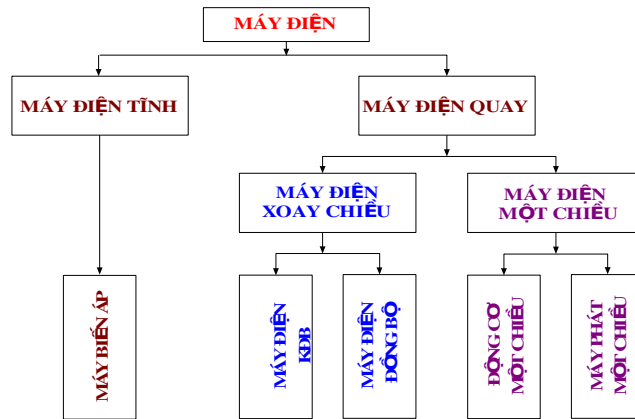 MÁY ĐIỆN
MÁY ĐIỆN TĨNH
MÁY ĐIỆN QUAY
MÁY ĐIỆN
XOAY CHIỀU
MÁY ĐIỆN
MỘT CHIỀU
MÁY BIẾN ÁP
MÁY ĐIỆN
KĐB
MÁY ĐIỆN
ĐỒNG BỘ
ĐỘNG CƠ
MỘT CHIỀU
MÁY PHÁT
MỘT CHIỀU